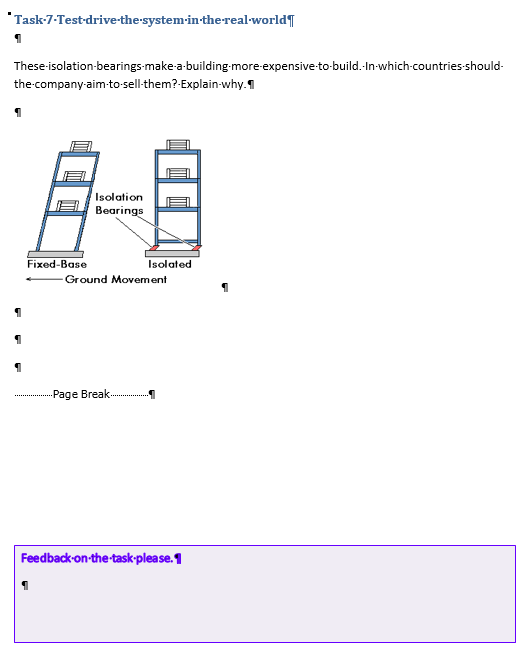 Task 7 Test drive the system in the real world¶
¶
These isolation bearings make a building more expensive to build. In which countries should
the company aim to sell them? Explain why.¶
¶
Isolation
Bearings
Fixed-Base Isolated
Ground Movement
¶
¶
¶
¶
Page Break¶
Feedback on the task please.¶
¶